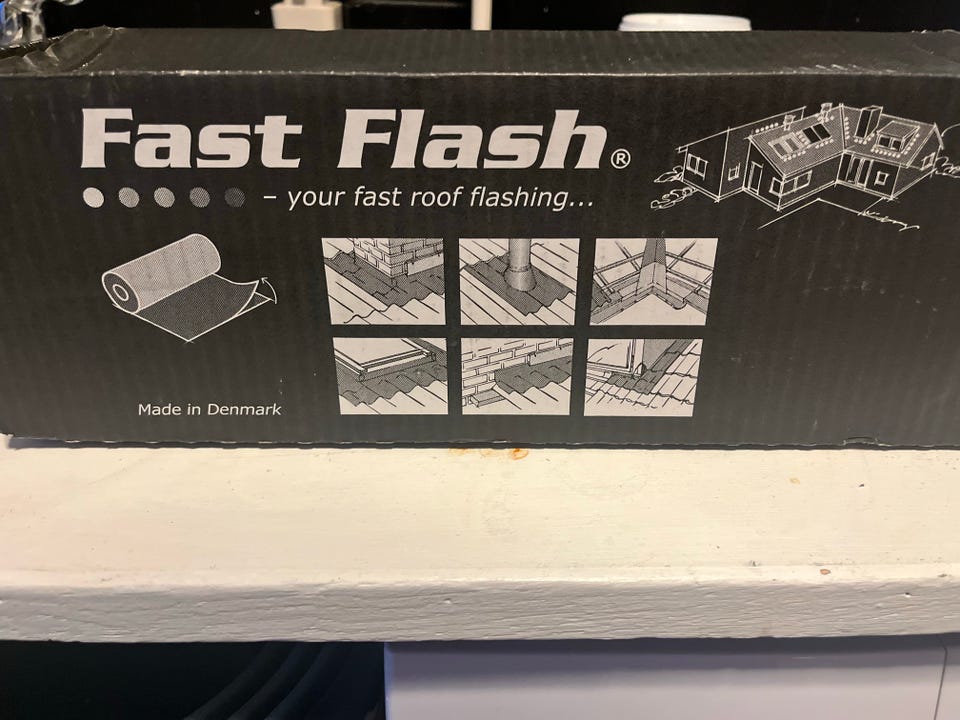 Fast Flash®
– your fast roof flashing...
Made in Denmark